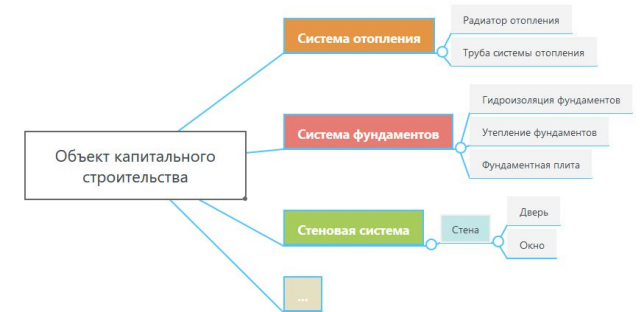 Объект капитального
строительства
Система отопления
Радиатор отопления
Труба системы отопления
Система фундаментов
Гидроизоляция фундаментов
Утепление фундаментов
Фундаментная плита
Стеновая система
Стена
Дверь
Окно
...